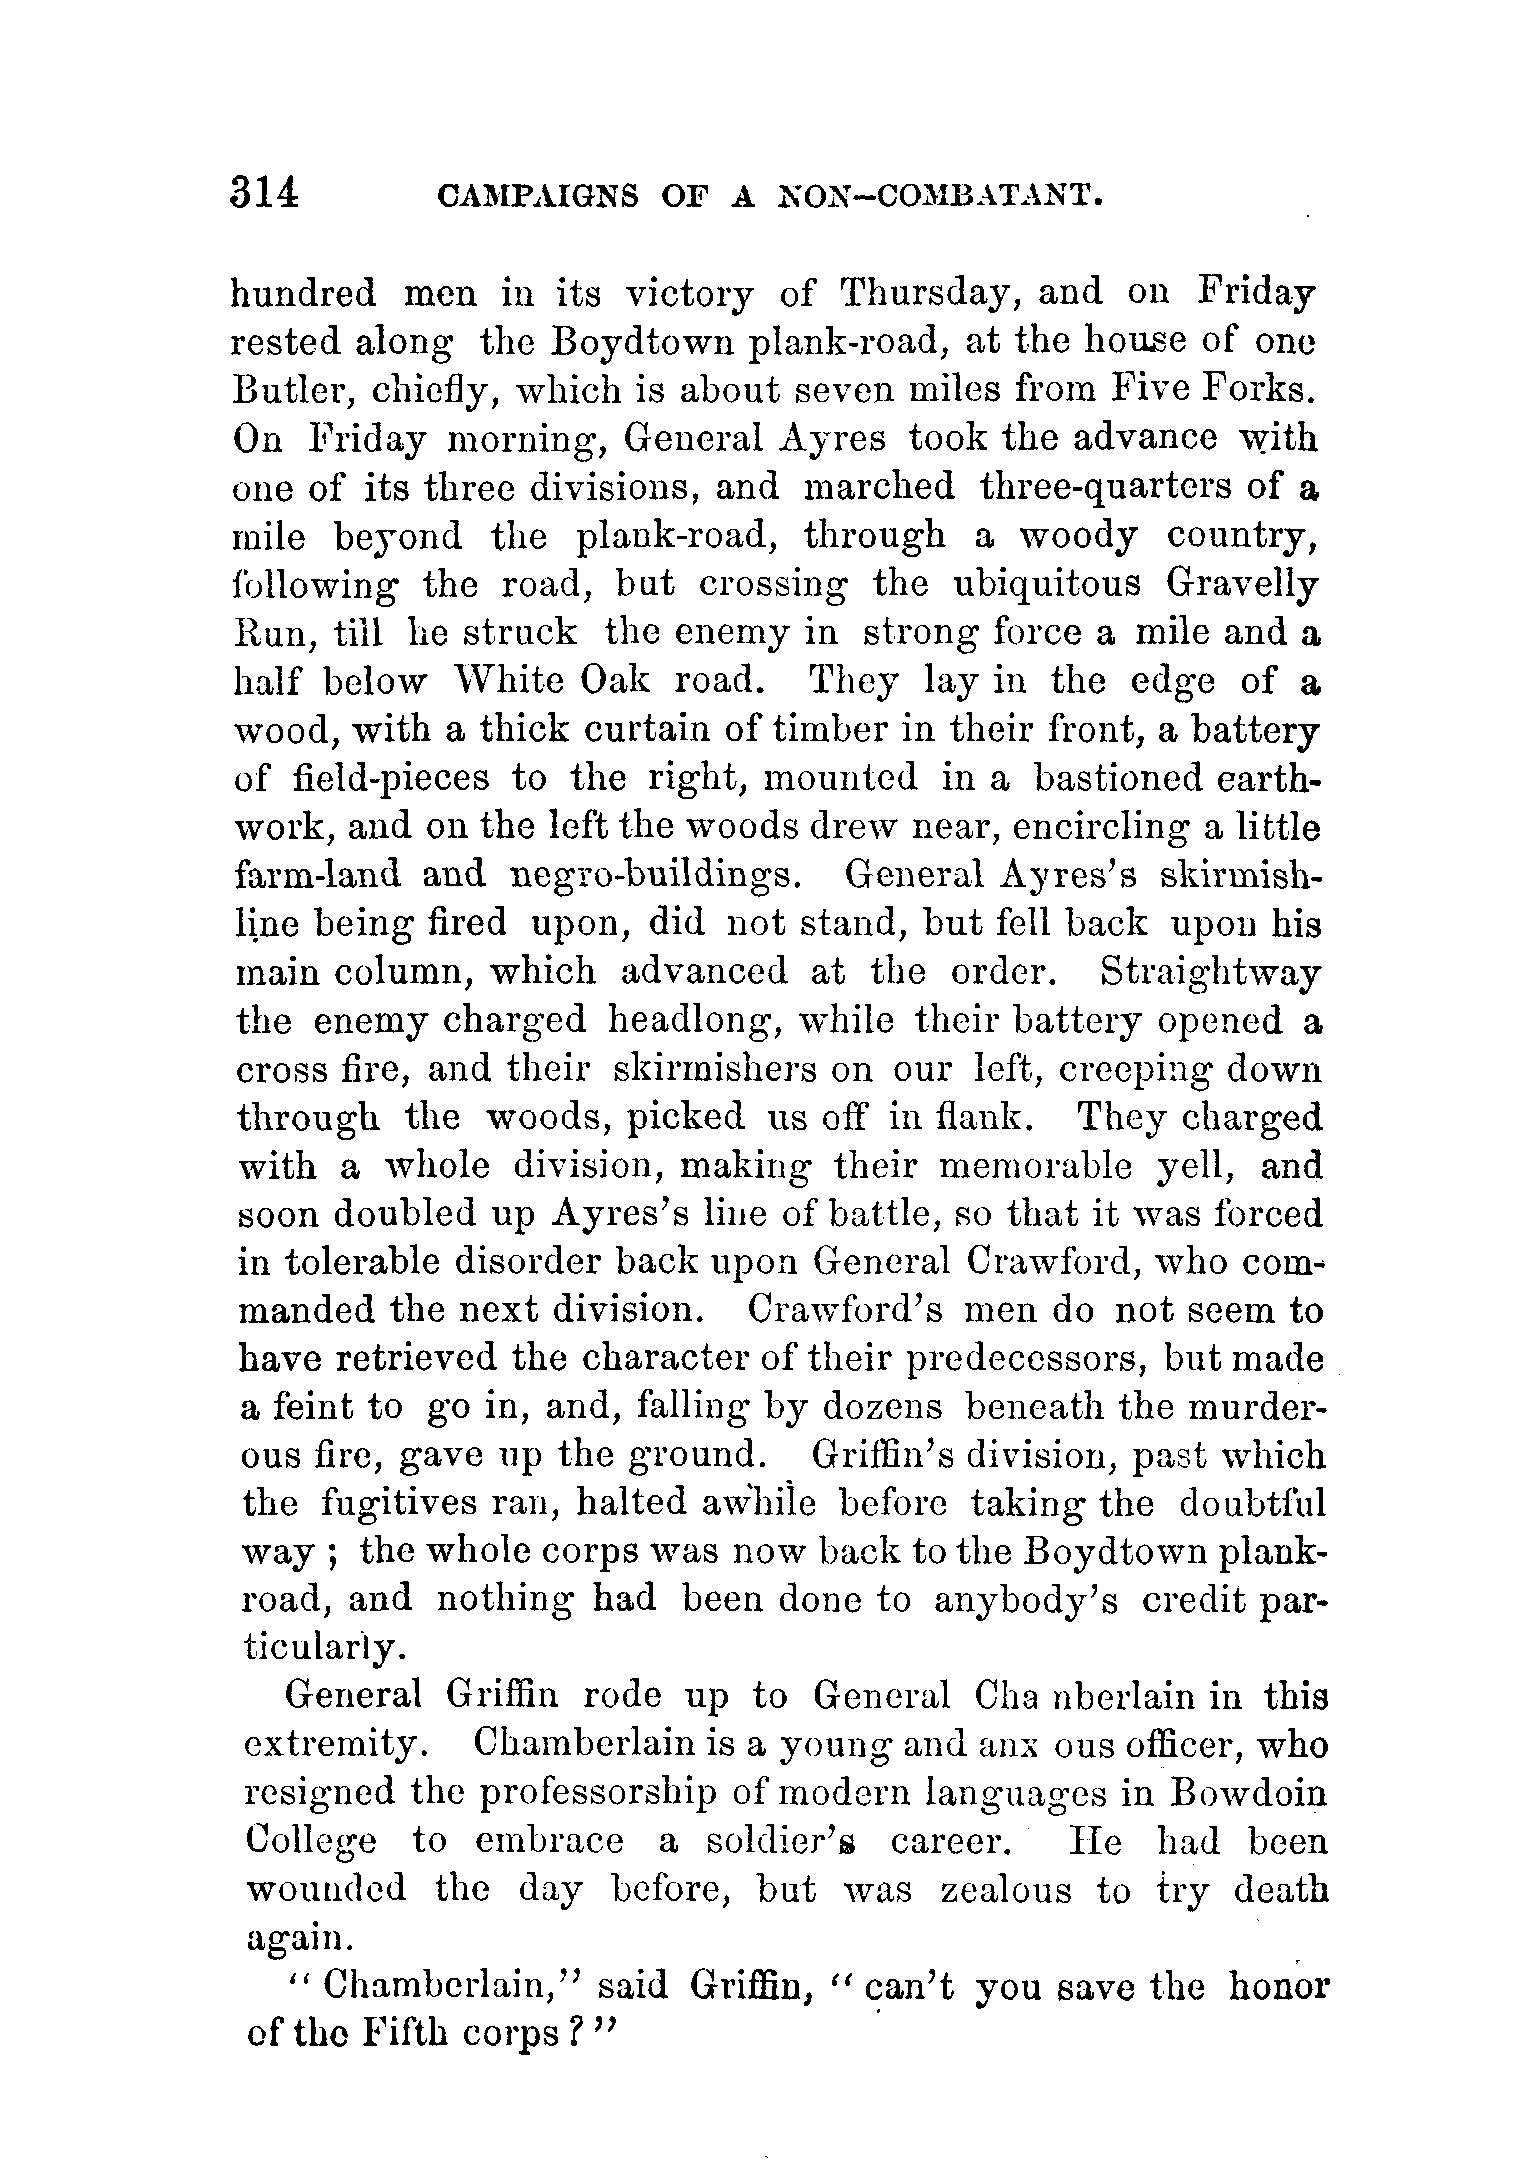 314 CAMPAIGNS OF A NON-COMBATANT.
hundred men in its victory of Thursday, and on Friday
rested along the Boydtown plank-road, at the house of one
Butler, chiefly, which is about seven miles from Five Forks.
On Friday morning, General Ayres took the advance with
one of its three divisions, and marched three-quarters of a
mile beyond the plank-road, through a woody country,
following the road, but crossing the ubiquitous Gravelly
Run, till he struck the enemy in strong force a mile and a
half below White Oak road. They lay in the edge of a
wood, with a thick curtain of timber in their front, a battery
of field-pieces to the right, mounted in a bastioned earth-
work, and on the left the woods drew near, encircling a little
farm-land and negro-buildings. General Ayres's skirmish-
line being fired upon, did not stand, but fell back upon his
main column, which advanced at the order. Straightway
the enemy charged headlong, while their battery opened a
cross fire, and their skirmishers on our left, creeping down
through the woods, picked us off in flank. They charged
with a whole division, making their memorable yell, and
soon doubled up Ayres's line of battle, so that it was forced
in tolerable disorder back upon General Crawford, who com-
manded the next division. Crawford's men do not seem to
have retrieved the character of their predecessors, but made
a feint to go in, and, falling by dozens beneath the murder-
ous fire, gave up the ground. Griffin's division, past which
the fugitives ran, halted awhile before taking the doubtful
way ; the whole corps was now back to the Boydtown plank-
road, and nothing had been done to anybody's credit par-
ticularly.
General Griffin rode up to General Cha nberlain in this
extremity. Chamberlain is a young and anx ous officer, who
resigned the professorship of modern languages in Bowdoin
College to embrace a soldier's career. He had been
wounded the day before, but was zealous to try death
again.
" Chamberlain," said Griffin, " can't you save the honor
of the Fifth corps ? "